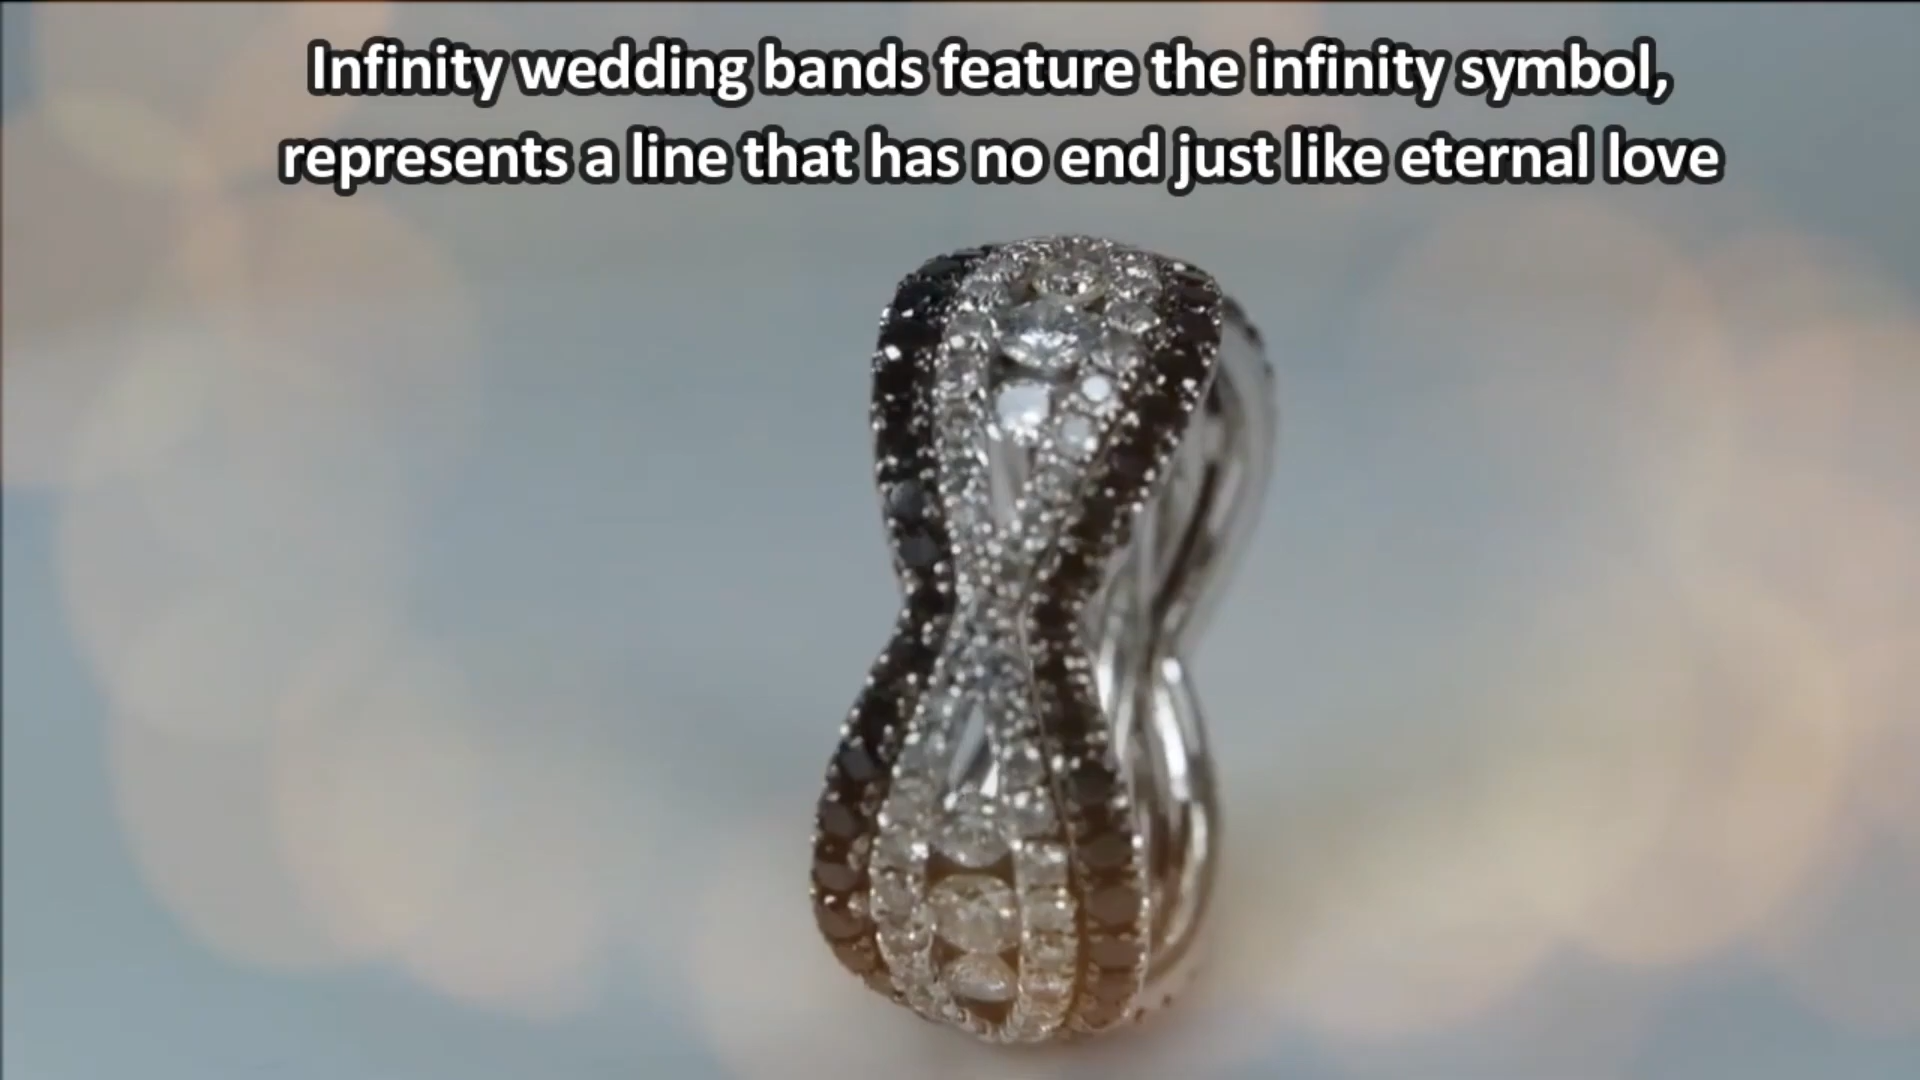 Infinity wedding bands feature the infinity symbol,
represents a line that has no end just like eternal love